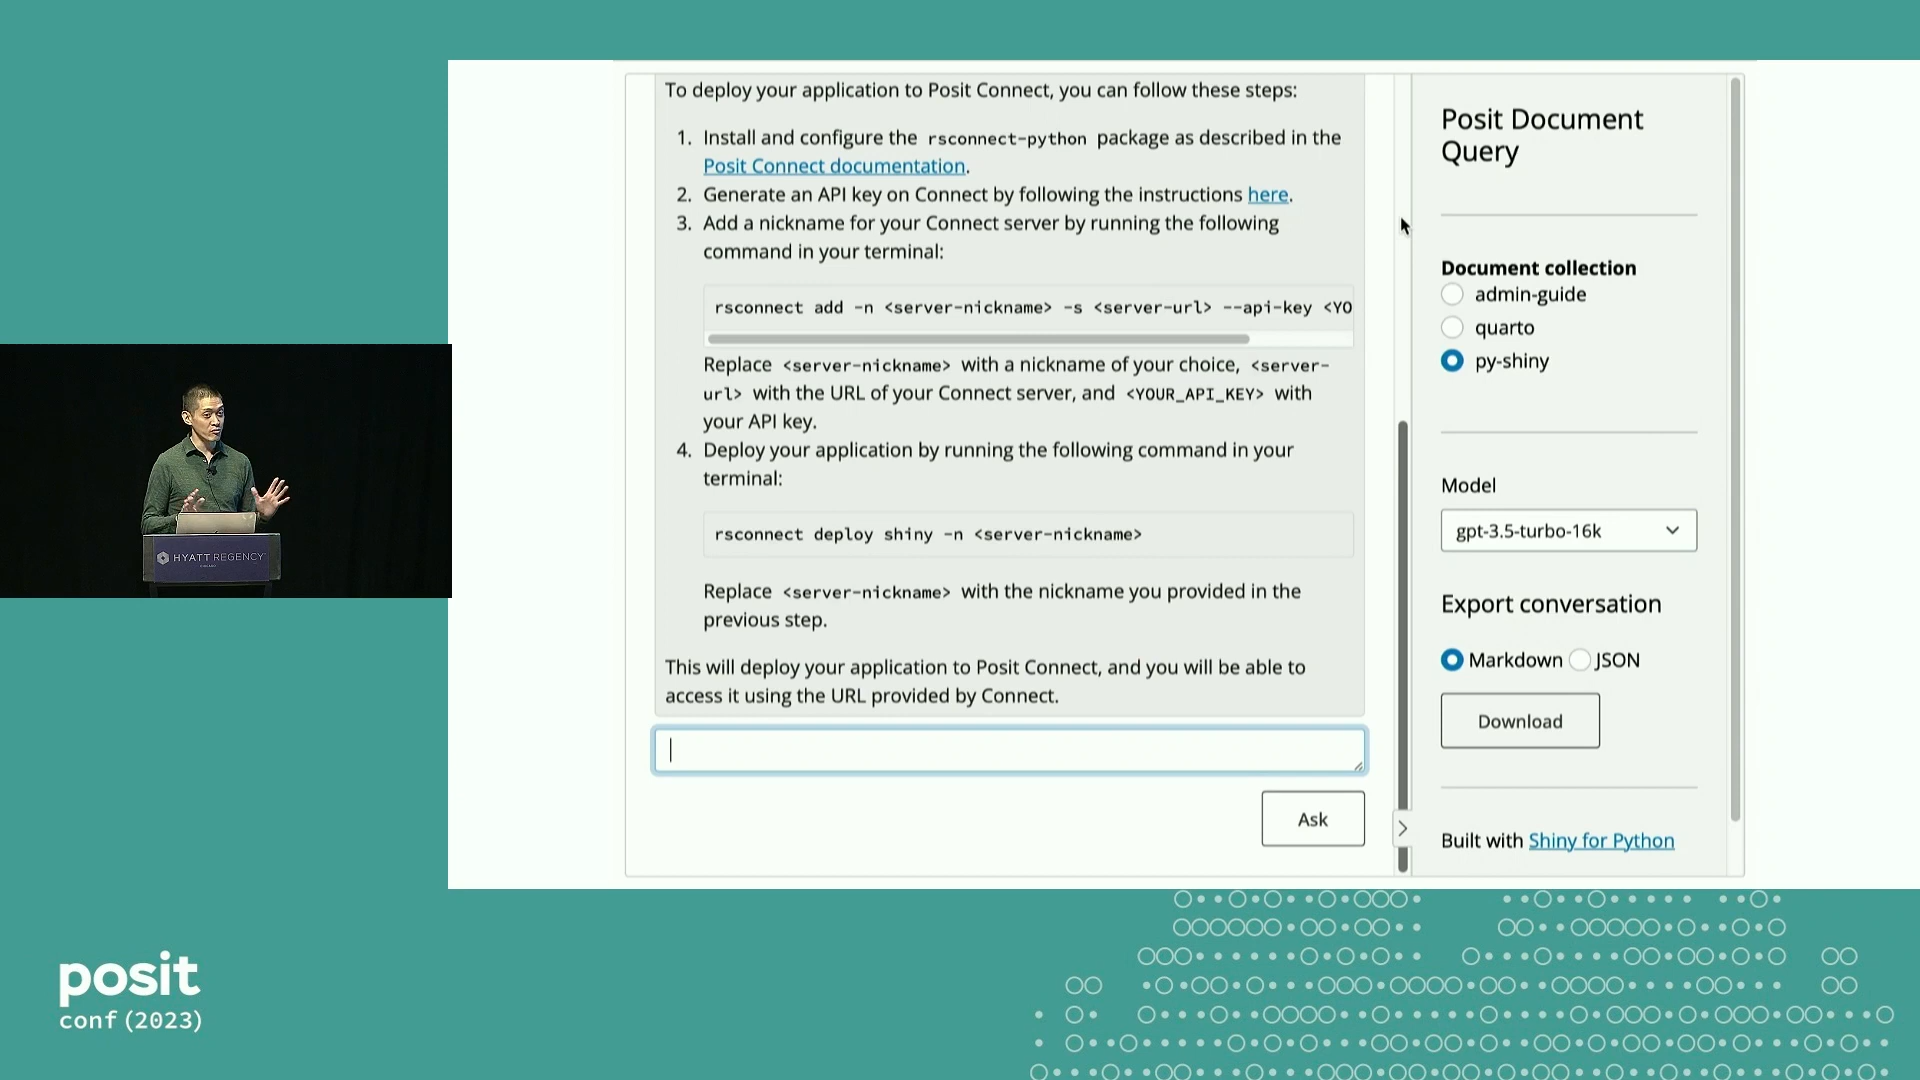 To deploy your application to Posit Connect, you can follow these steps:
1. Install and configure the rsconnect-python package as described in the
Posit Connect documentation.
2. Generate an API key on Connect by following the instructions here.
3. Add a nickname for your Connect server by running the following
command in your terminal:
rsconnect add -n <server-nickname> -s <server-url> --api-key <YO
Replace <server-nickname> with a nickname of your choice, <server-
url> with the URL of your Connect server, and <YOUR_API_KEY> with
your API key.
4. Deploy your application by running the following command in your
terminal:
rsconnect deploy shiny -n <server-nickname>
Replace <server-nickname> with the nickname you provided in the
previous step.
This will deploy your application to Posit Connect, and you will be able to
access it using the URL provided by Connect.
Ask
Posit Document
Query
Document collection
admin-guide
quarto
py-shiny
Model
gpt-3.5-turbo-16k
Export conversation
Markdown JSON
Download
Built with Shiny for Python
HYATT REGENCY
CHICAGO
posit
conf (2023)